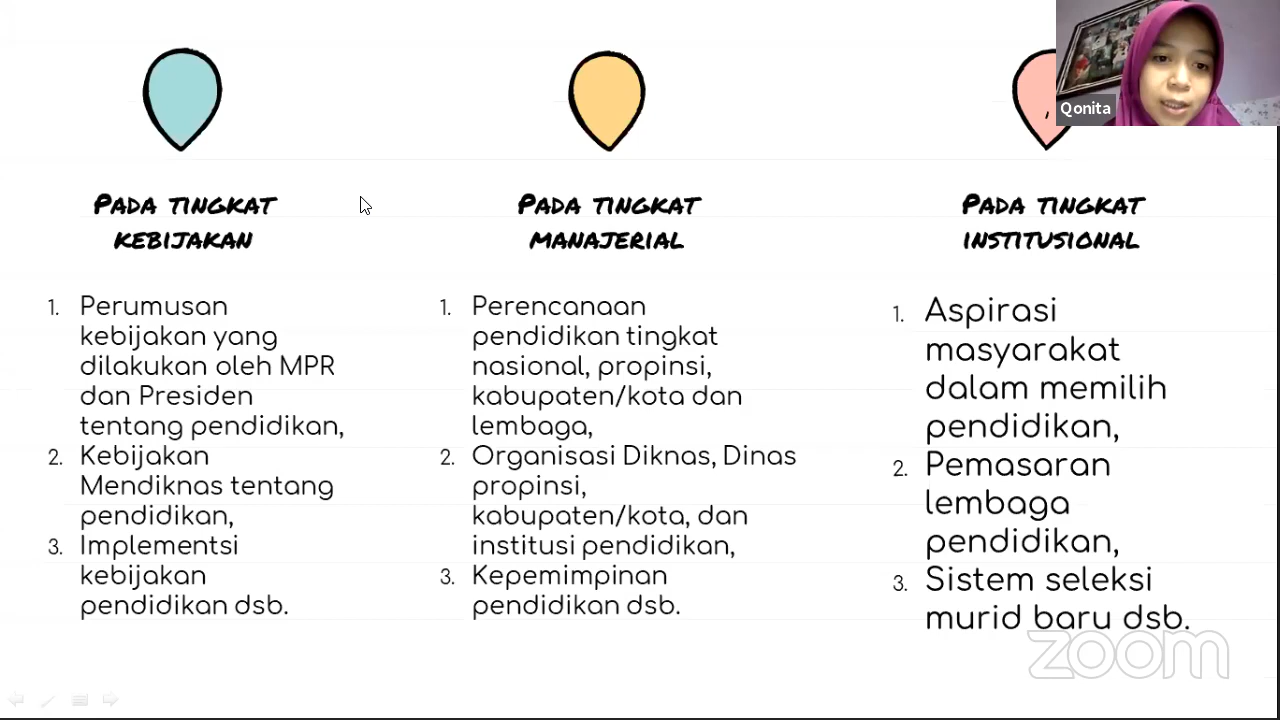 Qonita
PADA TINGKAT
KEBIJAKAN
1. Perumusan
kebijakan yang
dilakukan oleh MPR
dan Presiden
tentang pendidikan,
2. Kebijakan
Mendiknas tentang
pendidikan,
3. Implementsi
kebijakan
pendidikan dsb.
PADA TINGKAT
MANAJERIAL
1. Perencanaan
pendidikan tingkat
nasional, propinsi,
kabupaten/kota dan
lembaga,
2. Organisasi Diknas, Dinas
propinsi,
kabupaten/kota, dan
institusi pendidikan,
3. Kepemimpinan
pendidikan dsb.
PADA TINGKAT
INSTITUSIONAL
1. Aspirasi
masyarakat
dalam memilih
pendidikan,
2. Pemasaran
lembaga
pendidikan,
3. Sistem seleksi
murid baru dsb.
zoom